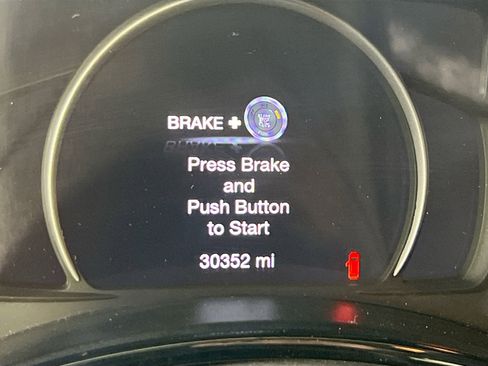 BRAKE +
Press Brake
and
Push Button
to Start
30352 mi